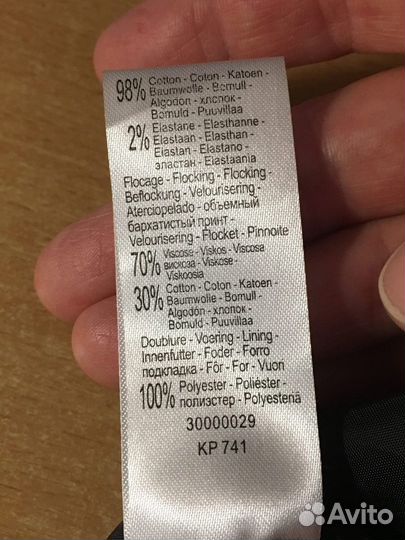 98% Cotton - Coton - Katoen -
Baumwolle - Bomull -
Algodón - хлопок -
Bomuld - Puuvillaa
2% Elastane - Elasthanne -
Elastaan - Elasthan -
Elastan - Elastano -
эластан - Elastaania
Flocage - Flocking - Flocking -
Beflockung - Velourisering -
Aterciopelado - объемный
бархатистый принт -
Velourisering - Flocket - Pinnoite
70% Viscose - Viskos - Viscosa
вискоза - Viskose -
Viskoosia
30% Cotton - Coton - Katoen -
Baumwolle - Bomull -
Algodón - хлопок -
Bomuld - Puuvillaa
Doublure - Voering - Lining -
Innenfutter - Foder - Forro
подкладка - Fôr - For - Vuori
100% Polyester - Poliéster -
полиэстер - Polyesteriä
30000029
KP 741
Avito